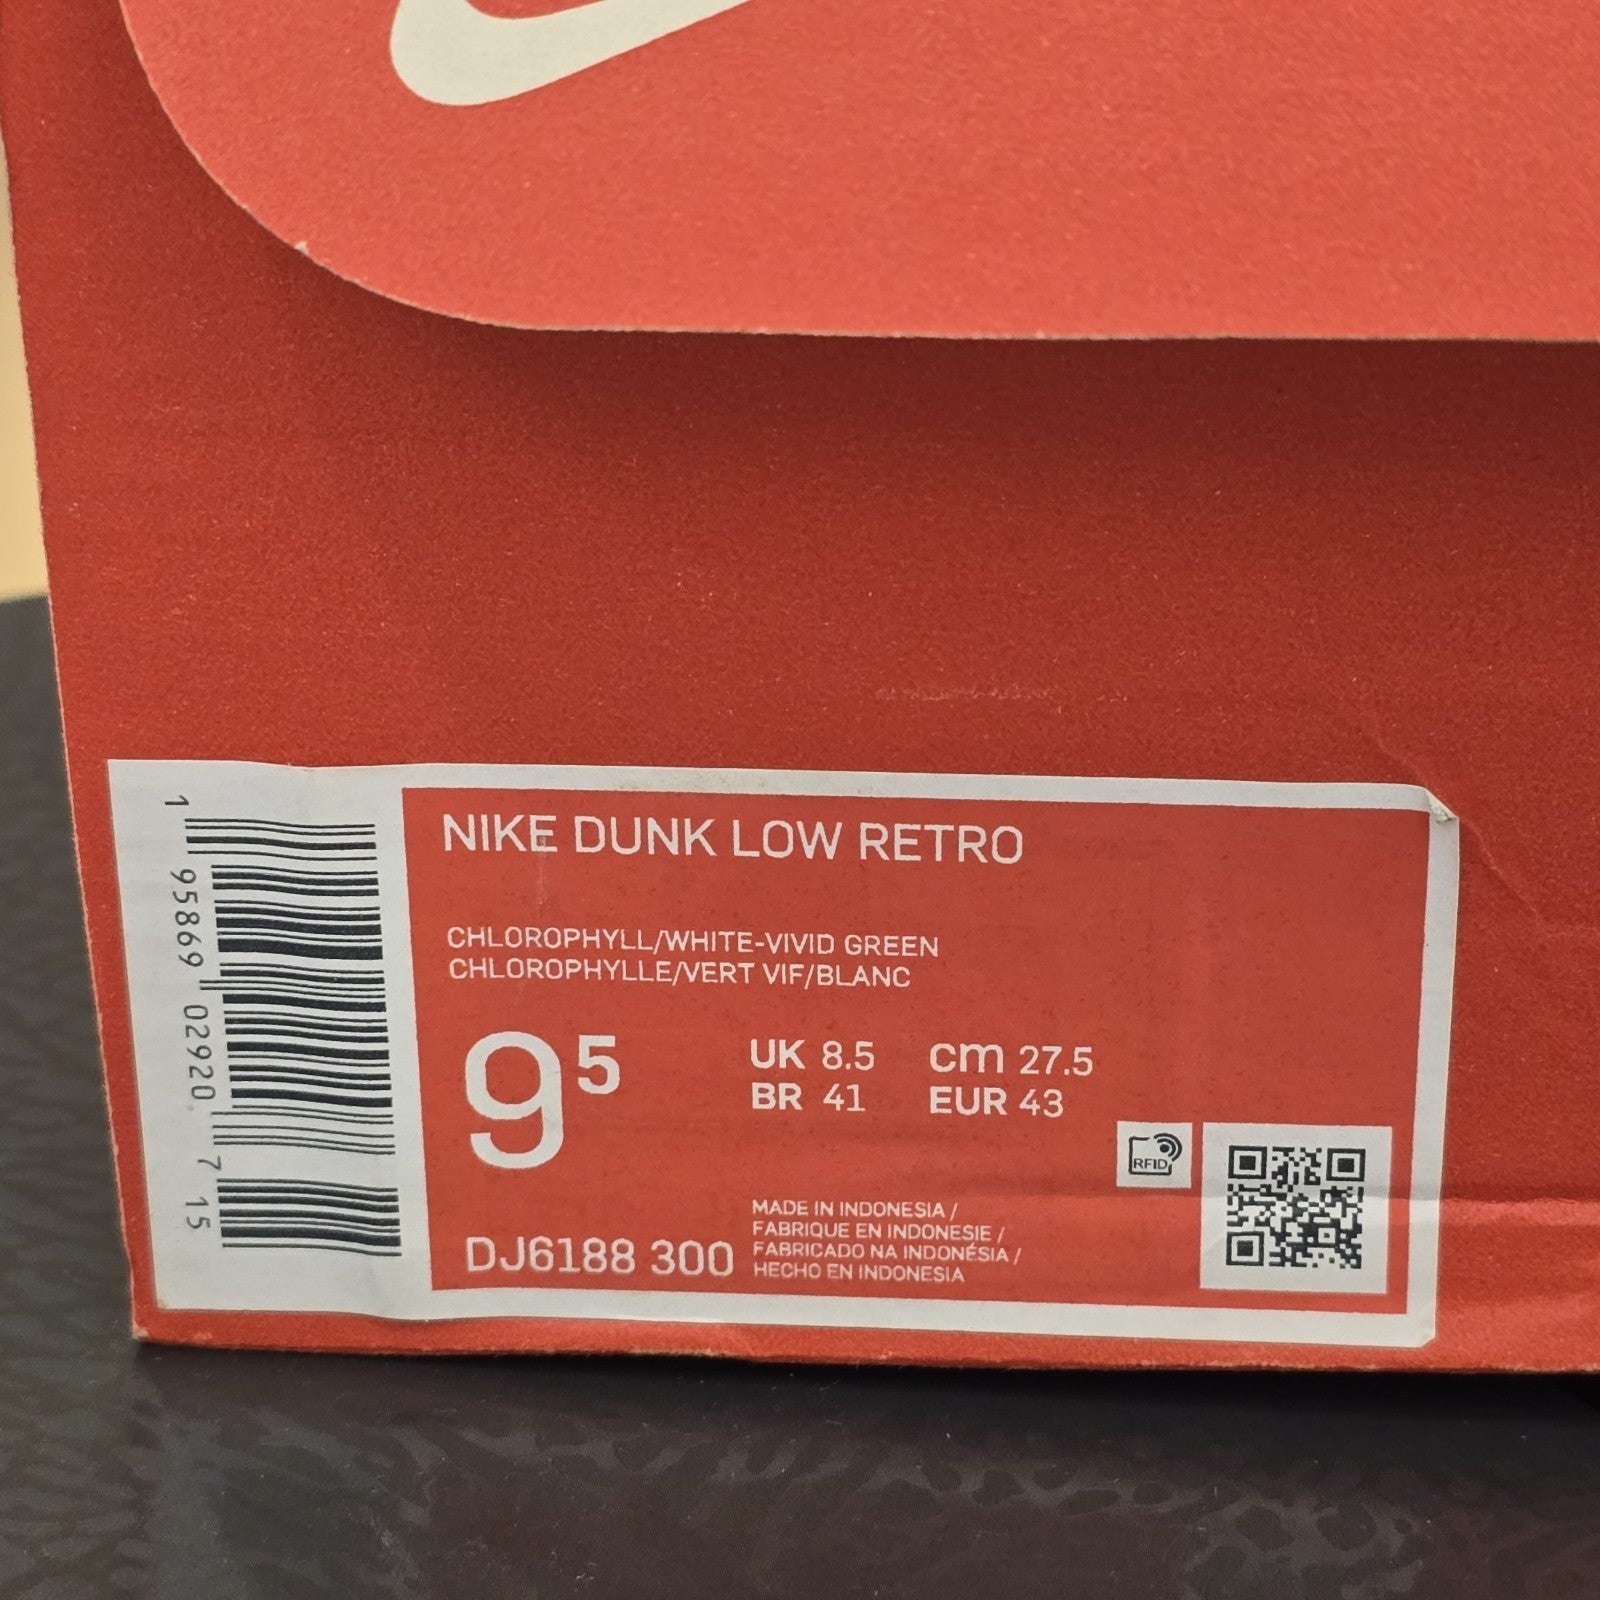 NIKE DUNK LOW RETRO
CHLOROPHYLL/WHITE-VIVID GREEN
CHLOROPHYLLE/VERT VIF/BLANC
9 5
UK 8.5 cm 27.5
BR 41 EUR 43
RFID
DJ6188 300
MADE IN INDONESIA /
FABRIQUE EN INDONESIE /
FABRICADO NA INDONÉSIA /
HECHO EN INDONESIA
1 95869 02920 7 15